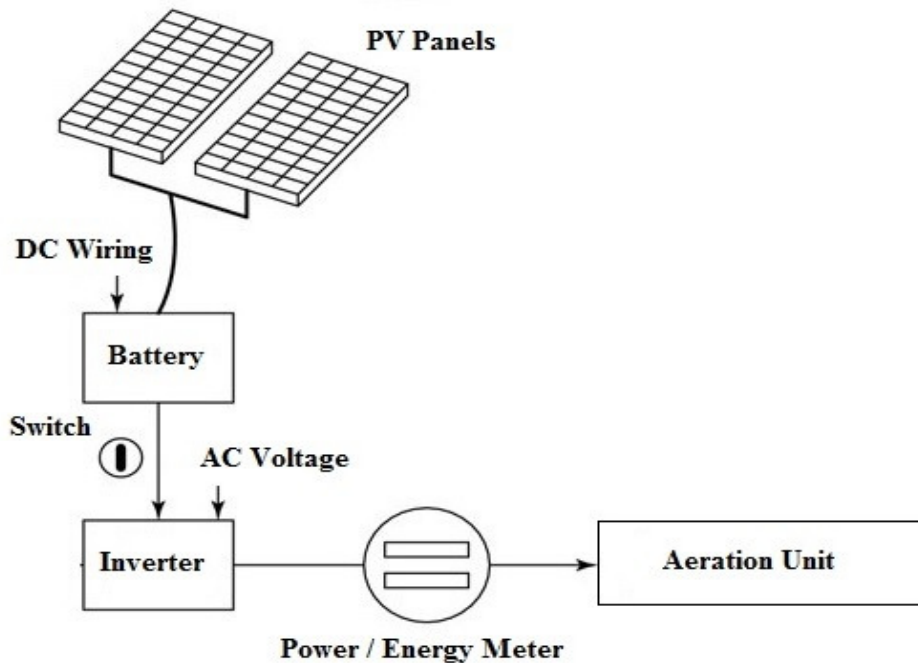 PV Panels
DC Wiring
Battery
Switch
AC Voltage
Inverter
Aeration Unit
Power / Energy Meter